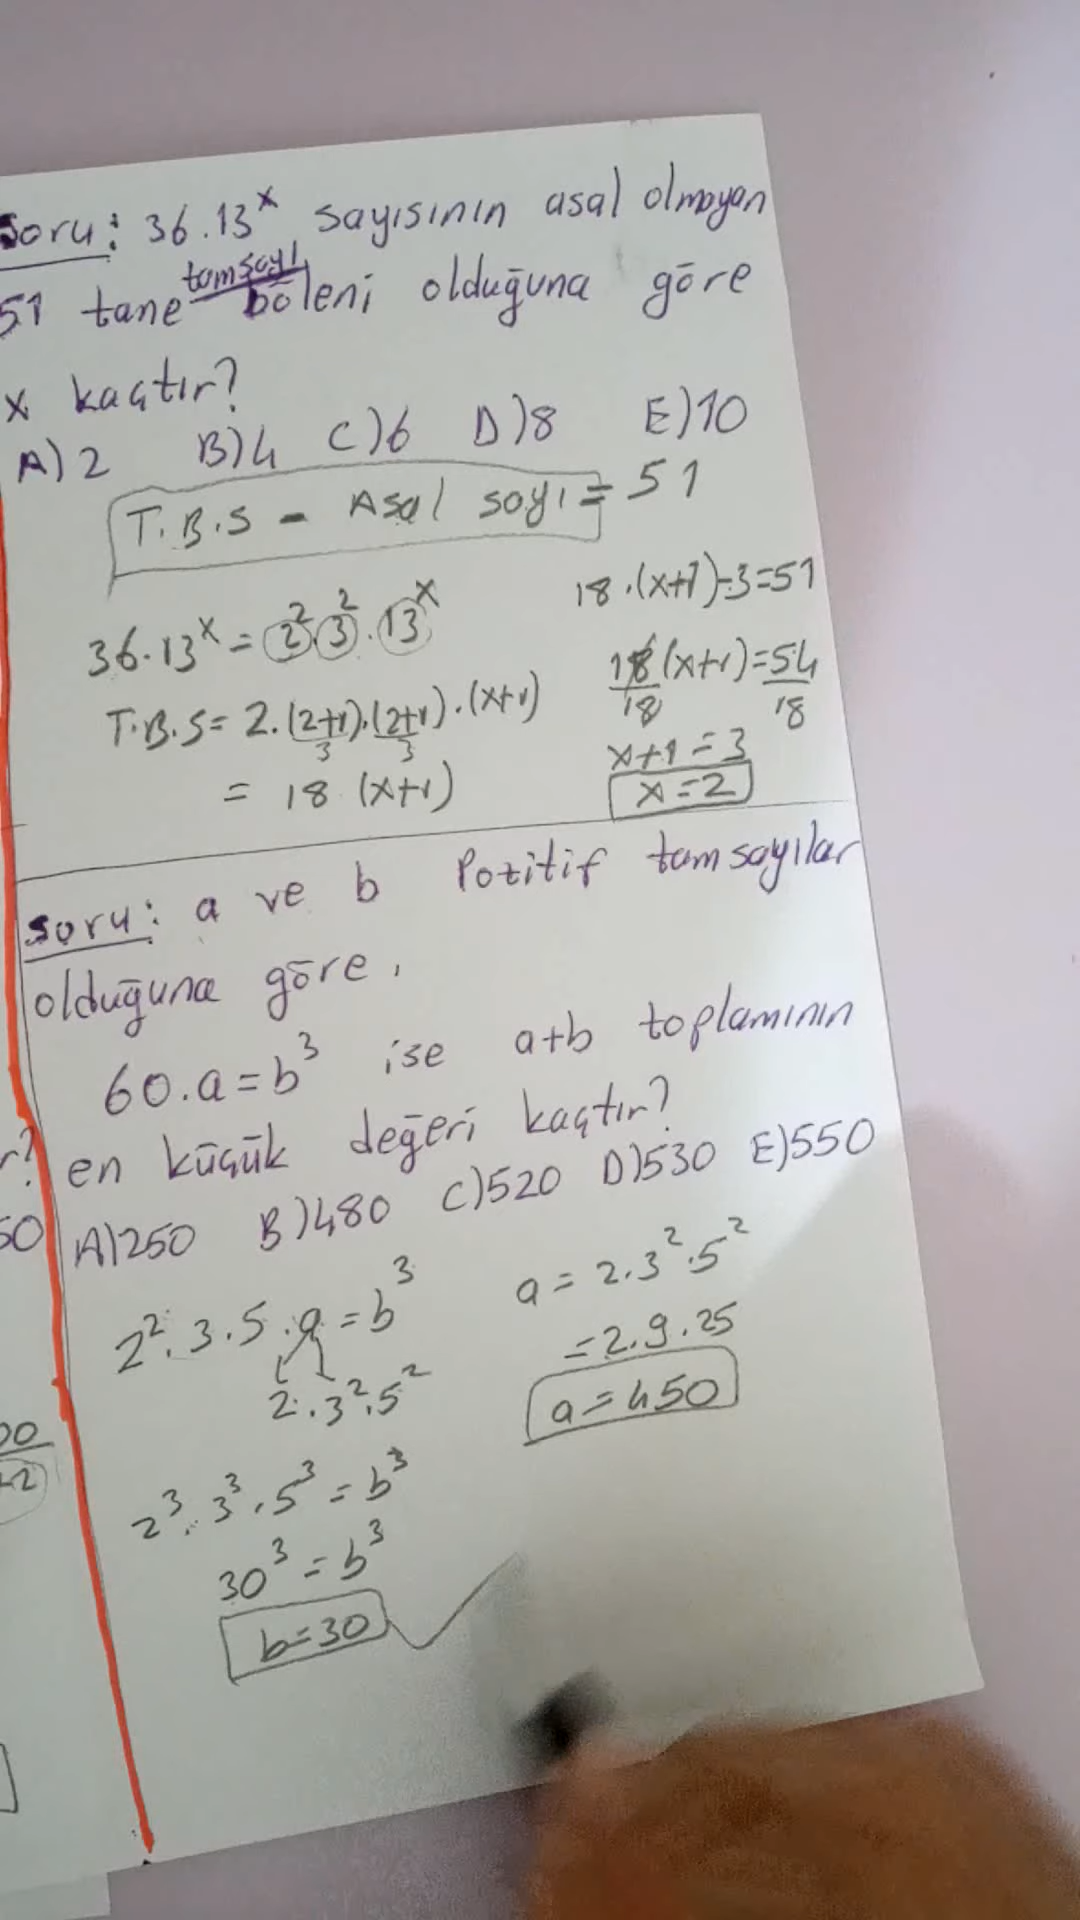 Soru: 36.13^x sayısının asal olmayan
51 tane tamsayı böleni olduğuna göre
x kaçtır?
A)2 B)4 C)6 D)8 E)10
T.B.S - Asal sayı = 51
36.13^x = 2^2.3^2.13^x
T.B.S = 2.(2+1).(2+1).(x+1)
3 3
= 18 (x+1)
18.(x+1)-3=51
18(x+1)=54
18 18
x+1=3
x=2
Soru: a ve b Pozitif tamsayılar
olduğuna göre,
60.a=b^3 ise a+b toplamının
en küçük değeri kaçtır?
A)250 B)480 C)520 D)530 E)550
2^2.3.5.a=b^3
2.3^2.5^2
2^3.3^3.5^3=b^3
30^3=b^3
b=30
a=2.3^2.5^2
=2.9.25
a=450